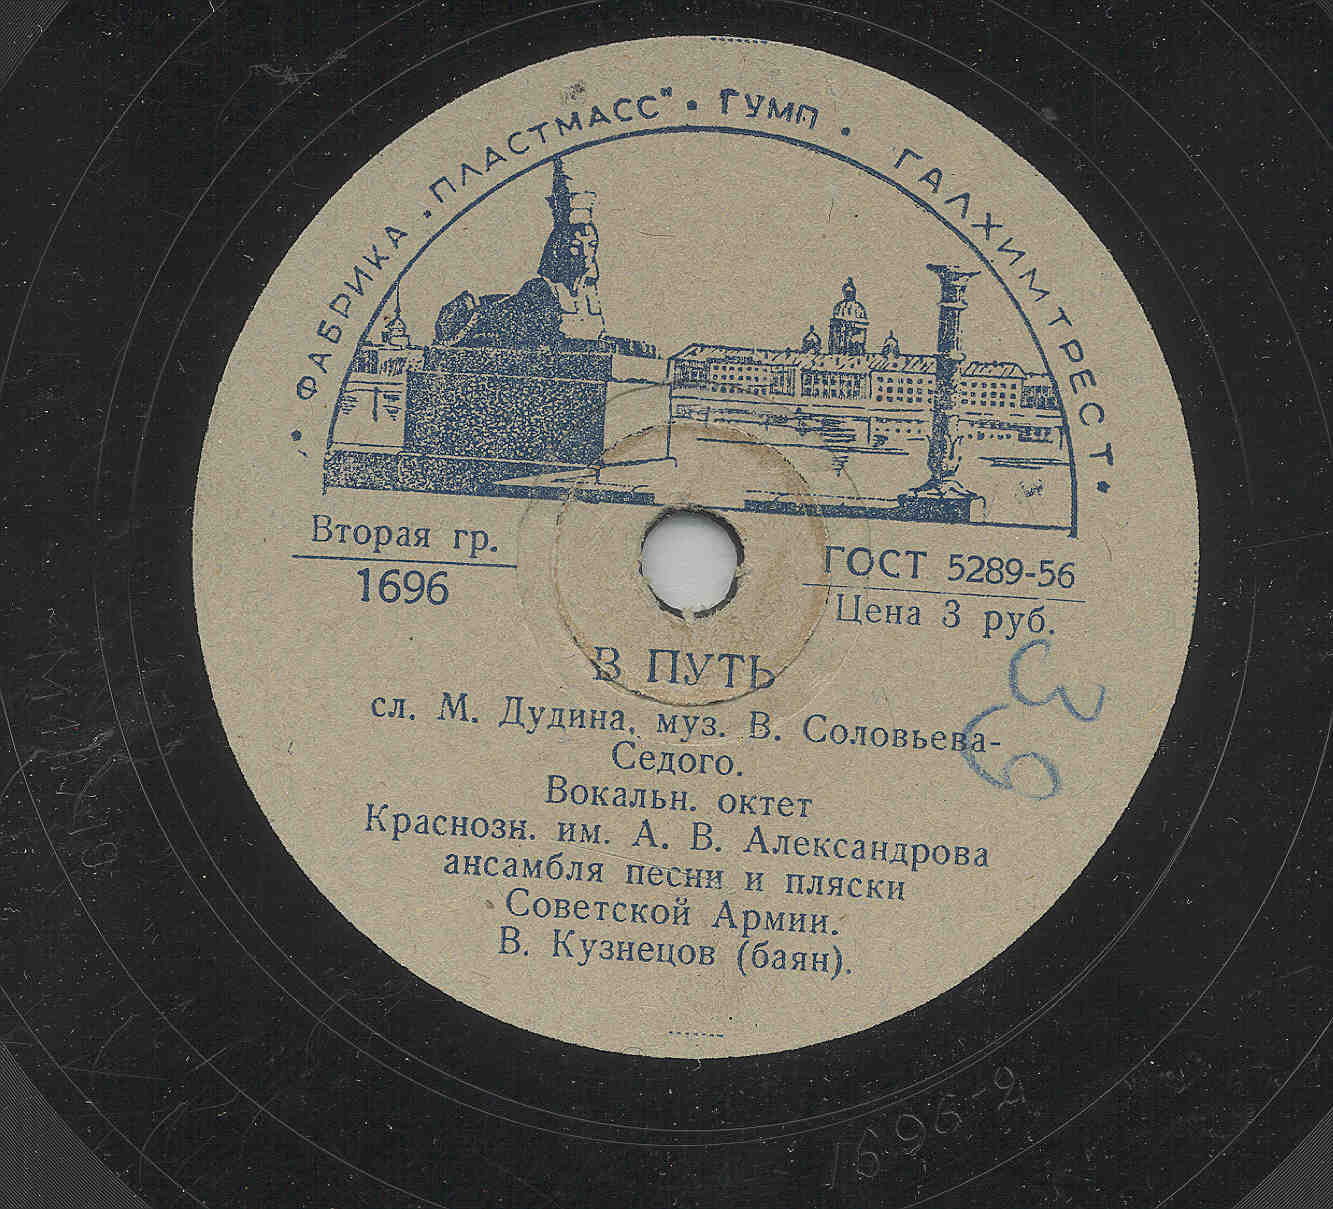 • ФАБРИКА „ПЛАСТМАСС" • ГУМП • ГАЛХИМТРЕСТ •
Вторая гр.
1696
ГОСТ 5289-56
Цена 3 руб.
В ПУТЬ
сл. М. Дудина, муз. В. Соловьева-
Седого.
Вокальн. октет
Краснозн. им. А. В. Александрова
ансамбля песни и пляски
Советской Армии.
В. Кузнецов (баян).
1696-2